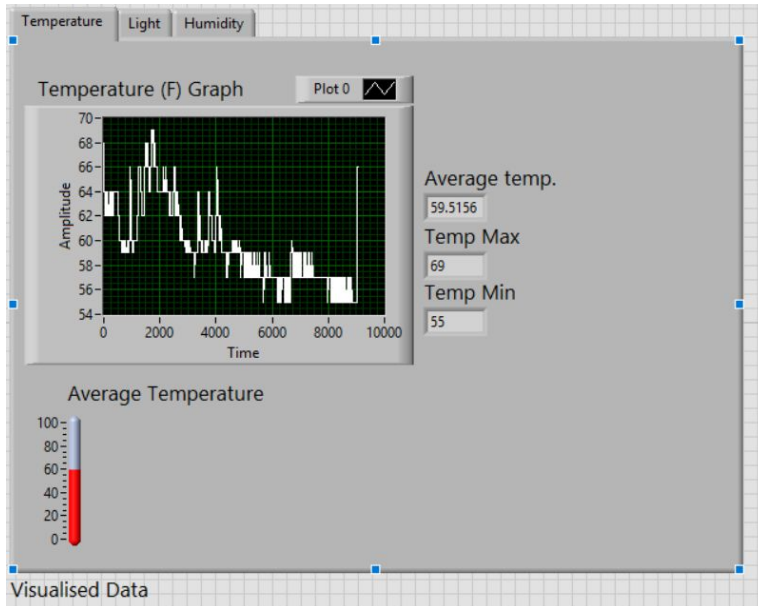 Temperature Light Humidity
Temperature (F) Graph
Plot 0
70
68
66
64
62
60
58
56
54
Amplitude
0 2000 4000 6000 8000 10000
Time
Average temp.
59.5156
Temp Max
69
Temp Min
55
Average Temperature
100
80
60
40
20
0
Visualised Data